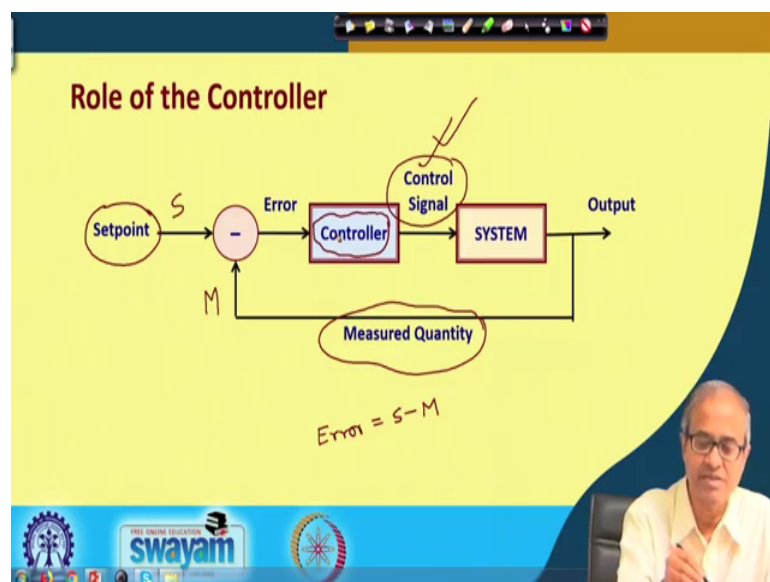 Role of the Controller
S
Setpoint
-
Error
Controller
Control
Signal
SYSTEM
Output
M
Measured Quantity
Error = S-M
FREE ONLINE EDUCATION
swayam